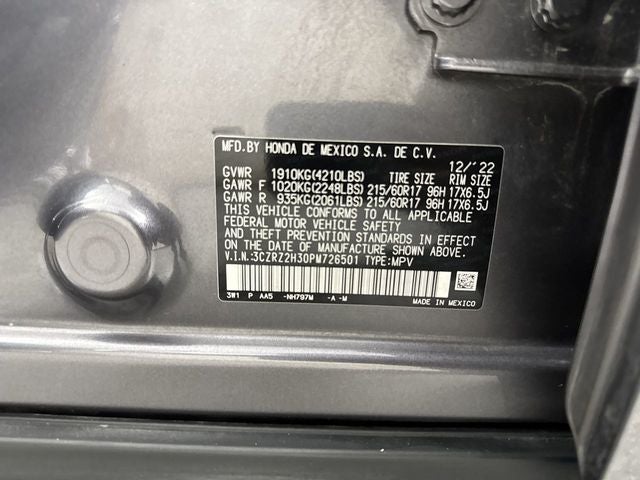 MFD.BY HONDA DE MEXICO S.A. DE C.V.
12/'22
GVWR 1910KG(4210LBS) TIRE SIZE RIM SIZE
GAWR F 1020KG(2248LBS) 215/60R17 96H 17X6.5J
GAWR R 935KG(2061LBS) 215/60R17 96H 17X6.5J
THIS VEHICLE CONFORMS TO ALL APPLICABLE
FEDERAL MOTOR VEHICLE SAFETY
AND THEFT PREVENTION STANDARDS IN EFFECT
ON THE DATE OF MANUFACTURE SHOWN ABOVE.
V.I.N.:3CZRZ2H30PM726501 TYPE:MPV
3W1 P AA5 -NH797M -A -M MADE IN MEXICO